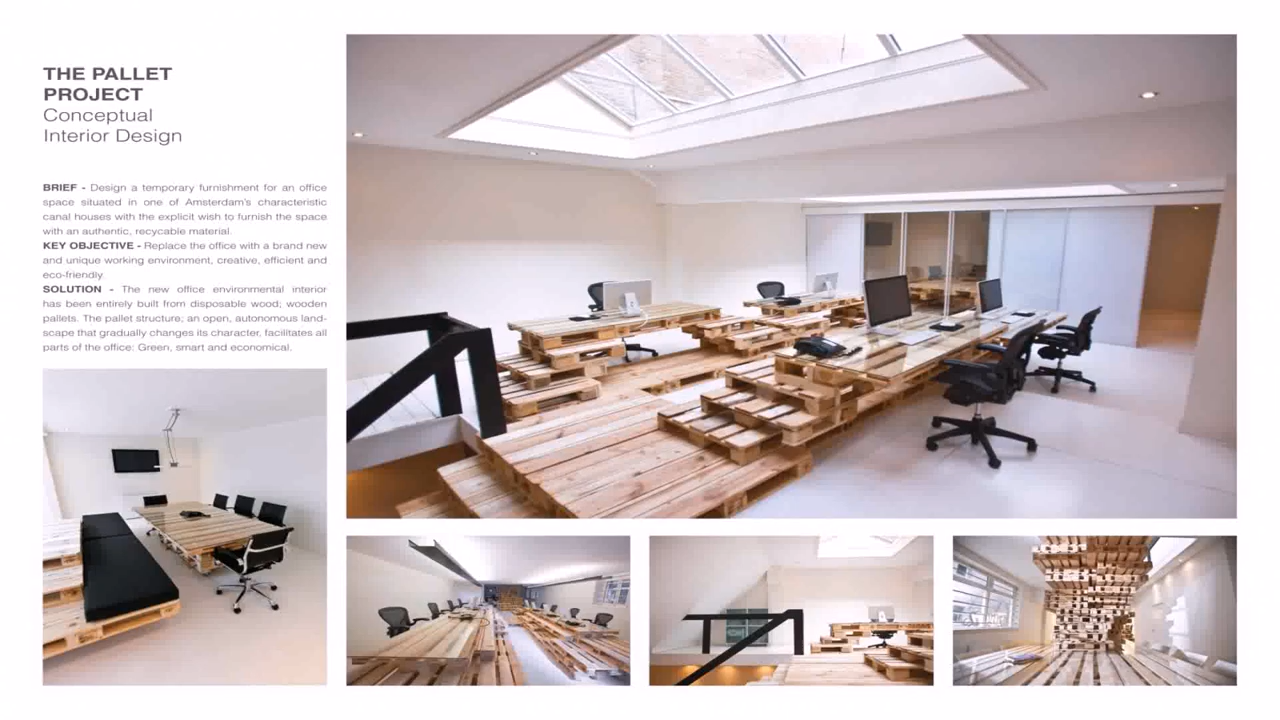 THE PALLET
PROJECT
Conceptual
Interior Design
BRIEF - Design a temporary furnishment for an office
space situated in one of Amsterdam's characteristic
canal houses with the explicit wish to furnish the space
with an authentic, recyclable material.
KEY OBJECTIVE - Replace the office with a brand new
and unique working environment, creative, efficient and
eco-friendly.
SOLUTION - The new office environmental interior
has been entirely built from disposable wood; wooden
pallets. The pallet structure; an open, autonomous land-
scape that gradually changes its character, facilitates all
parts of the office: Green, smart and economical.